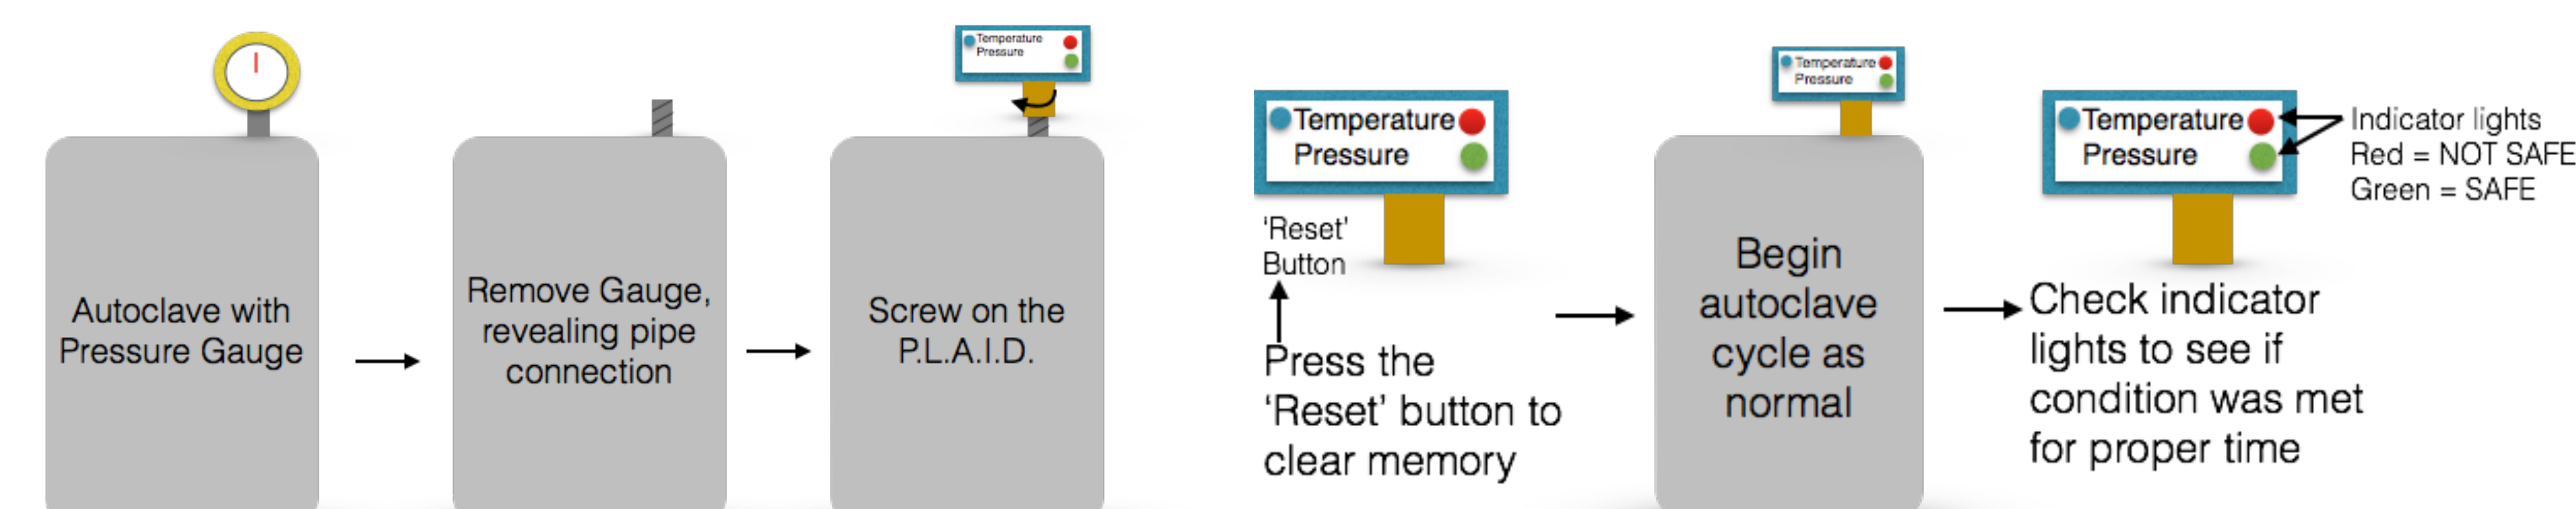 Autoclave with
Pressure Gauge
Remove Gauge,
revealing pipe
connection
Temperature
Pressure
Screw on the
P.L.A.I.D.
Temperature
Pressure
'Reset'
Button
Press the
'Reset' button to
clear memory
Temperature
Pressure
Begin
autoclave
cycle as
normal
Temperature
Pressure
Indicator lights
Red = NOT SAFE
Green = SAFE
Check indicator
lights to see if
condition was met
for proper time